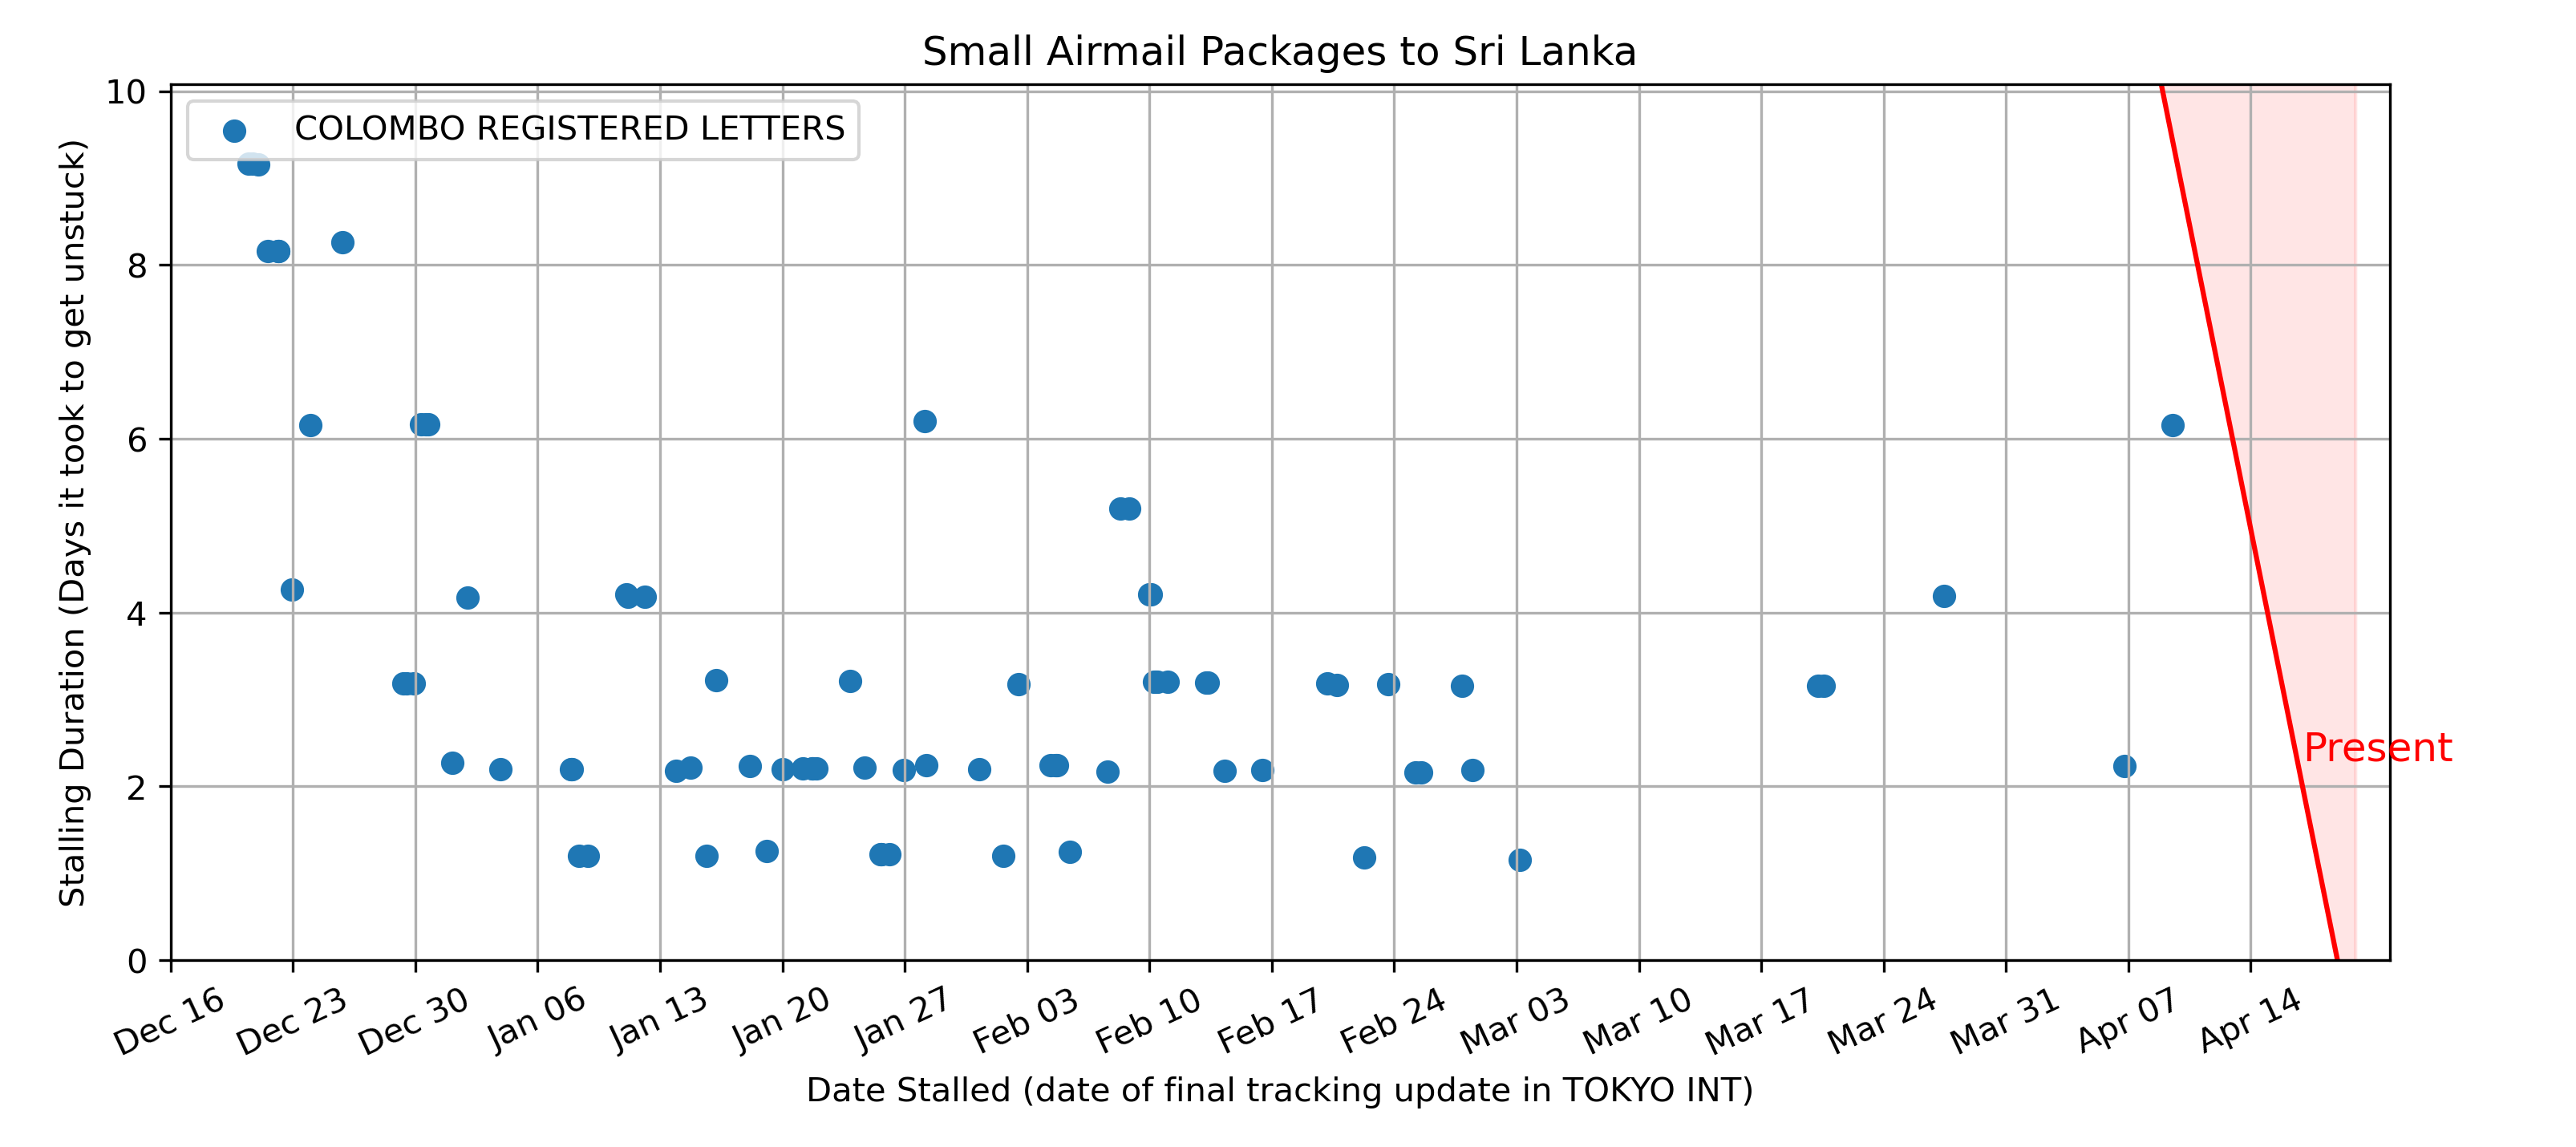 Small Airmail Packages to Sri Lanka
COLOMBO REGISTERED LETTERS
Stalling Duration (Days it took to get unstuck)
10
8
6
4
2
0
Present
Dec 16
Dec 23
Dec 30
Jan 06
Jan 13
Jan 20
Jan 27
Feb 03
Feb 10
Feb 17
Feb 24
Mar 03
Mar 10
Mar 17
Mar 24
Mar 31
Apr 07
Apr 14
Date Stalled (date of final tracking update in TOKYO INT)